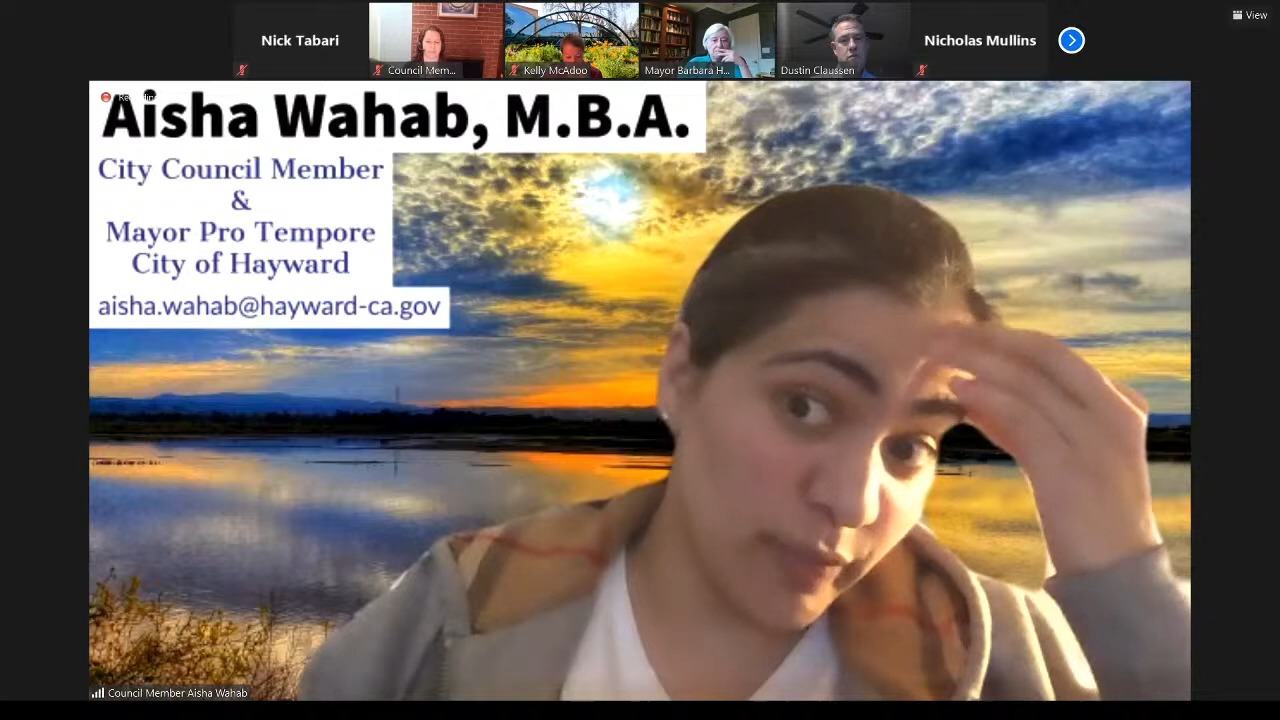 View
Nick Tabari
Council Mem...
Kelly McAdoo
Mayor Barbara H...
Dustin Claussen
Nicholas Mullins
Aisha Wahab, M.B.A.
City Council Member
&
Mayor Pro Tempore
City of Hayward
aisha.wahab@hayward-ca.gov
Council Member Aisha Wahab